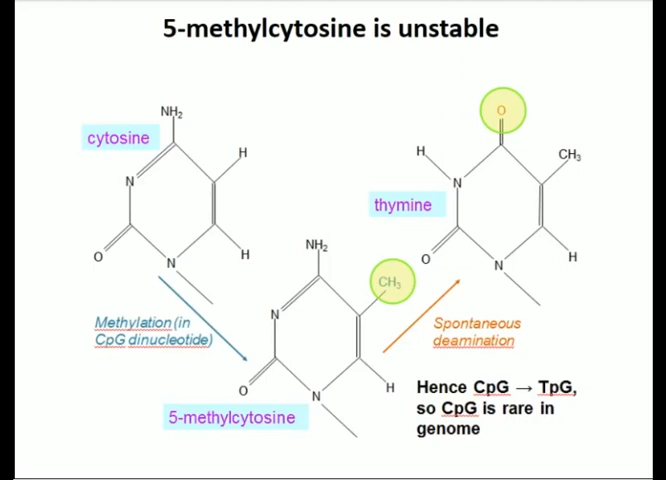 5-methylcytosine is unstable
NH₂
cytosine
H
N
O
N
H
Methylation (in
CpG dinucleotide)
NH₂
CH₃
N
O
N
H
5-methylcytosine
O
H
CH₃
N
thymine
O
N
H
Spontaneous
deamination
Hence CpG → TpG,
so CpG is rare in
genome